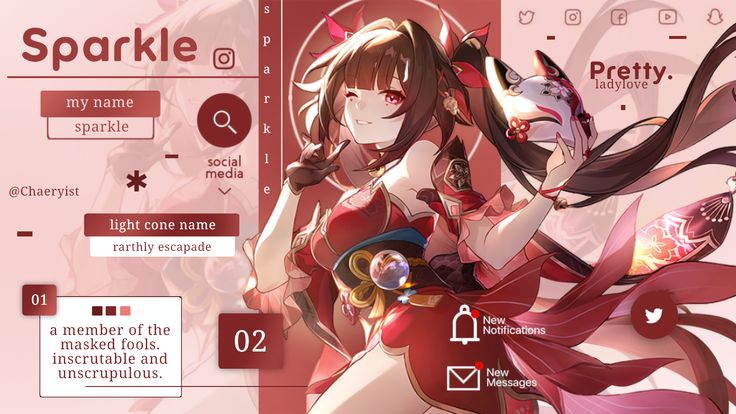 Sparkle
my name
sparkle
social
media
@Chaeryist
light cone name
rarthly escapade
01
a member of the
masked fools.
inscrutable and
unscrupulous.
02
sparkle
Pretty.
ladylove
New
Notifications
New
Messages